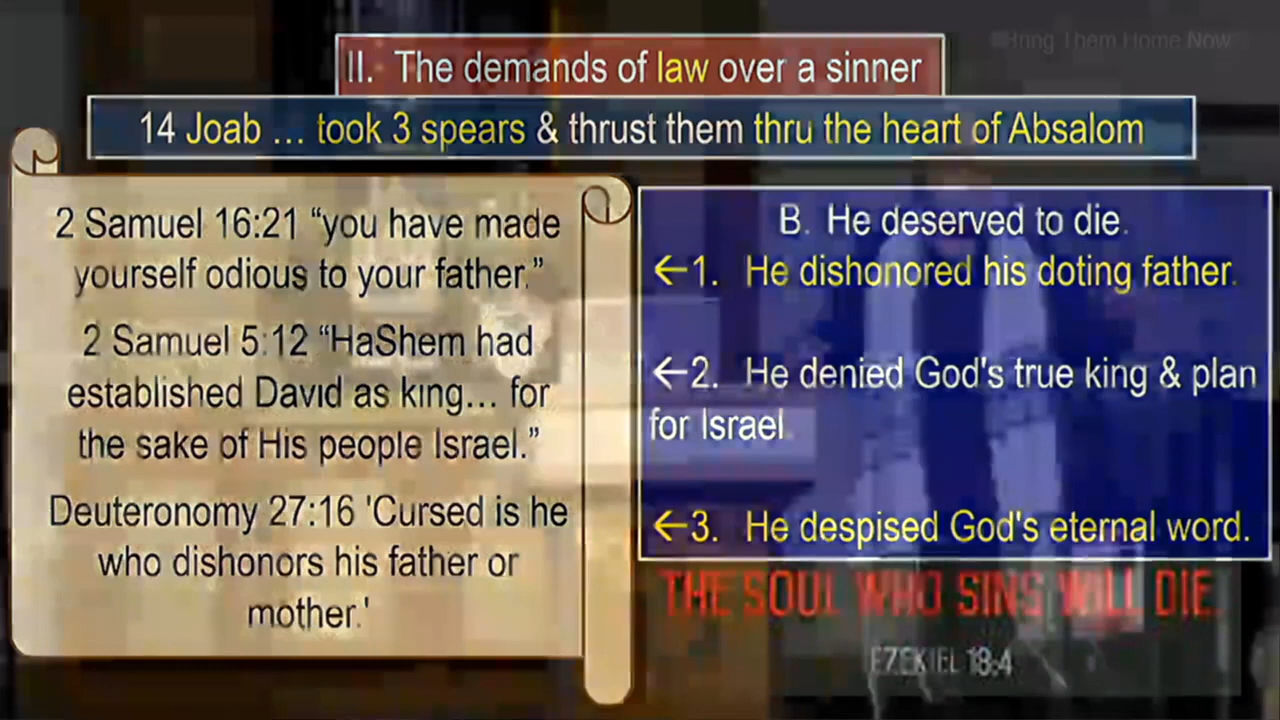 Bring Them Home Now
II. The demands of law over a sinner
14 Joab … took 3 spears & thrust them thru the heart of Absalom
2 Samuel 16:21 “you have made
yourself odious to your father.”
2 Samuel 5:12 “HaShem had
established David as king… for
the sake of His people Israel.”
Deuteronomy 27:16 'Cursed is he
who dishonors his father or
mother.'
B. He deserved to die.
←1. He dishonored his doting father.
←2. He denied God's true king & plan
for Israel.
←3. He despised God's eternal word.
THE SOUL WHO SINS WILL DIE.
EZEKIEL 18:4